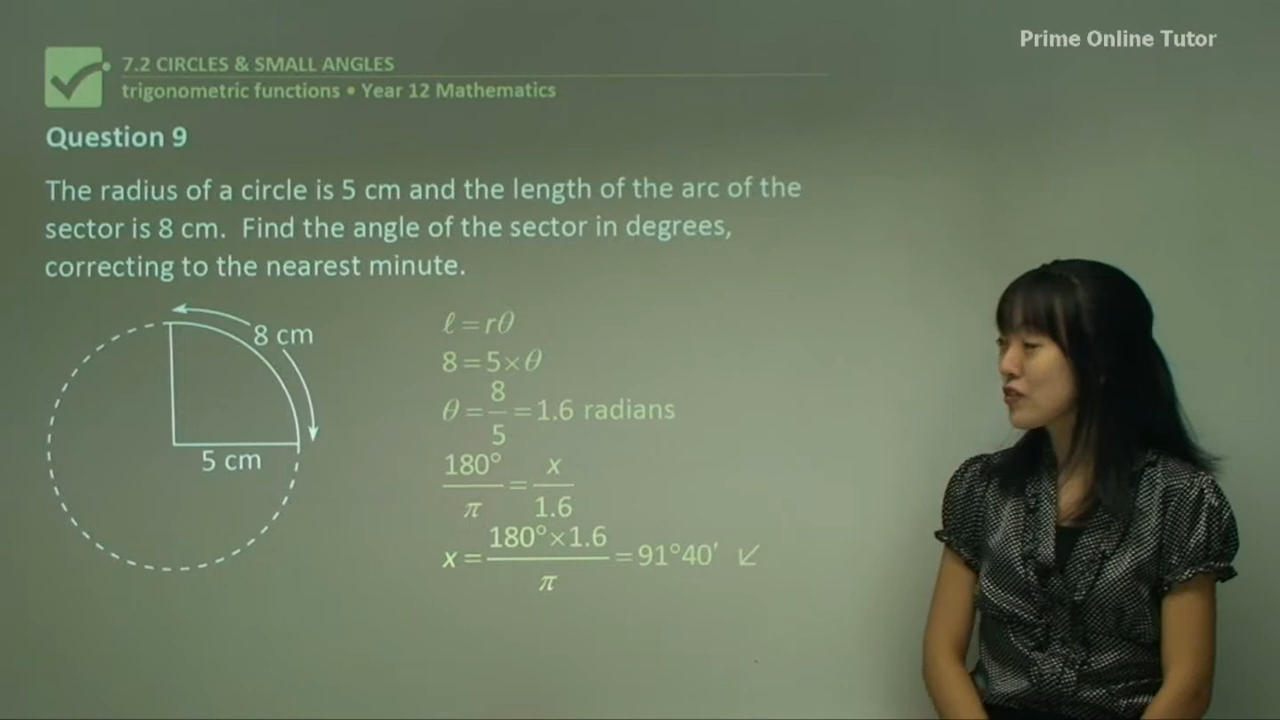 Prime Online Tutor
7.2 CIRCLES & SMALL ANGLES
trigonometric functions • Year 12 Mathematics
Question 9
The radius of a circle is 5 cm and the length of the arc of the
sector is 8 cm. Find the angle of the sector in degrees,
correcting to the nearest minute.
8 cm
5 cm
ℓ = rθ
8 = 5 × θ
θ = 8/5 = 1.6 radians
180°/π = x/1.6
x = 180° × 1.6/π = 91°40′